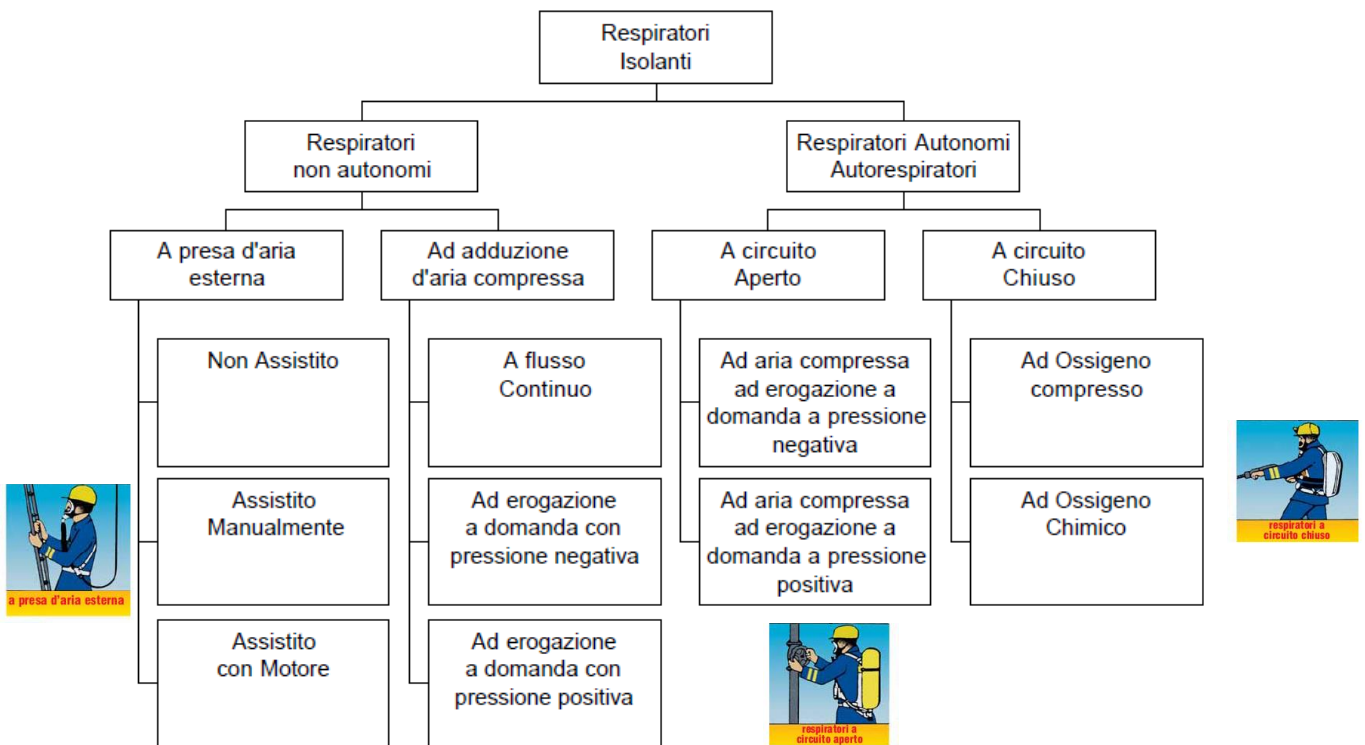 Respiratori
Isolanti
Respiratori
non autonomi
Respiratori Autonomi
Autorespiratori
A presa d'aria
esterna
Ad adduzione
d'aria compressa
A circuito
Aperto
A circuito
Chiuso
Non Assistito
A flusso
Continuo
Ad aria compressa
ad erogazione a
domanda a pressione
negativa
Ad Ossigeno
compresso
Assistito
Manualmente
Ad erogazione
a domanda con
pressione negativa
Ad aria compressa
ad erogazione a
domanda a pressione
positiva
Ad Ossigeno
Chimico
respiratori a
circuito chiuso
a presa d'aria esterna
Assistito
con Motore
Ad erogazione
a domanda con
pressione positiva
respiratori a
circuito aperto